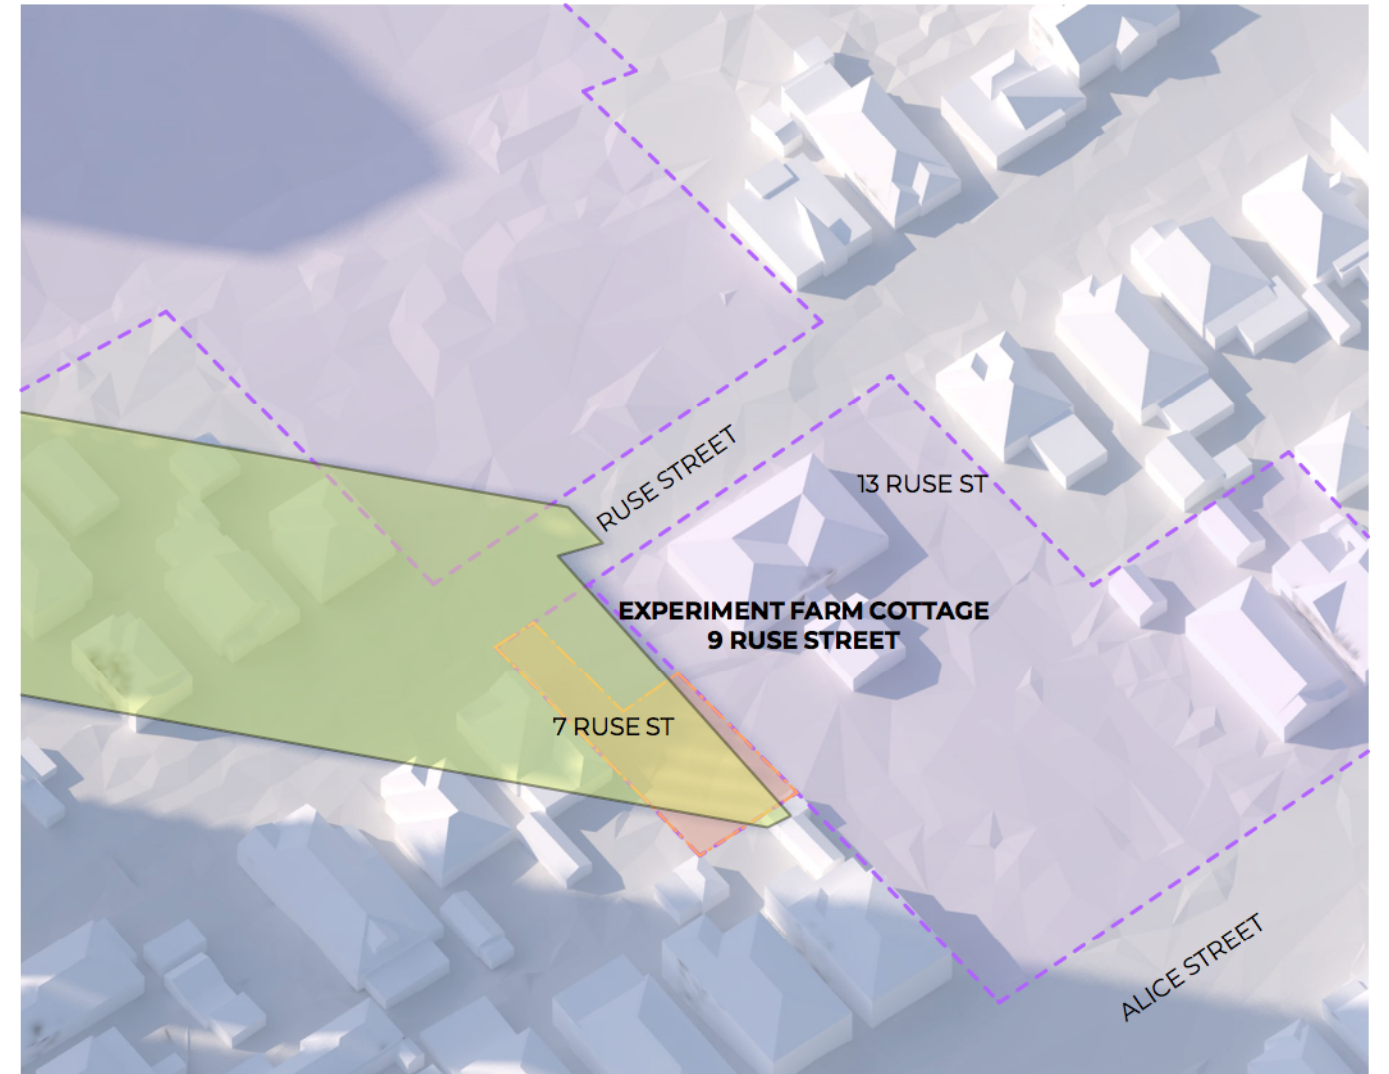 RUSE STREET
13 RUSE ST
EXPERIMENT FARM COTTAGE
9 RUSE STREET
7 RUSE ST
ALICE STREET